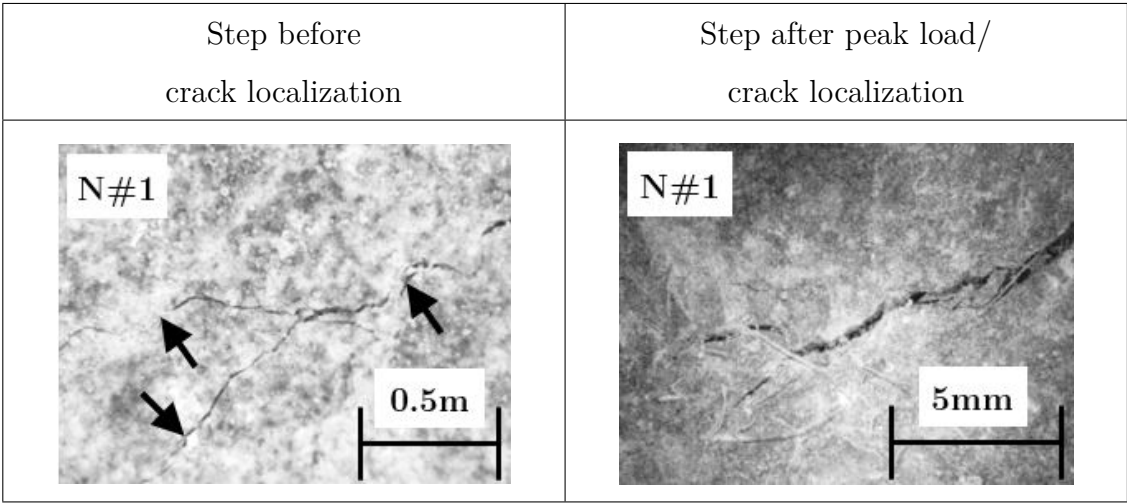 Step before
crack localization
Step after peak load/
crack localization
N#1
0.5m
N#1
5mm